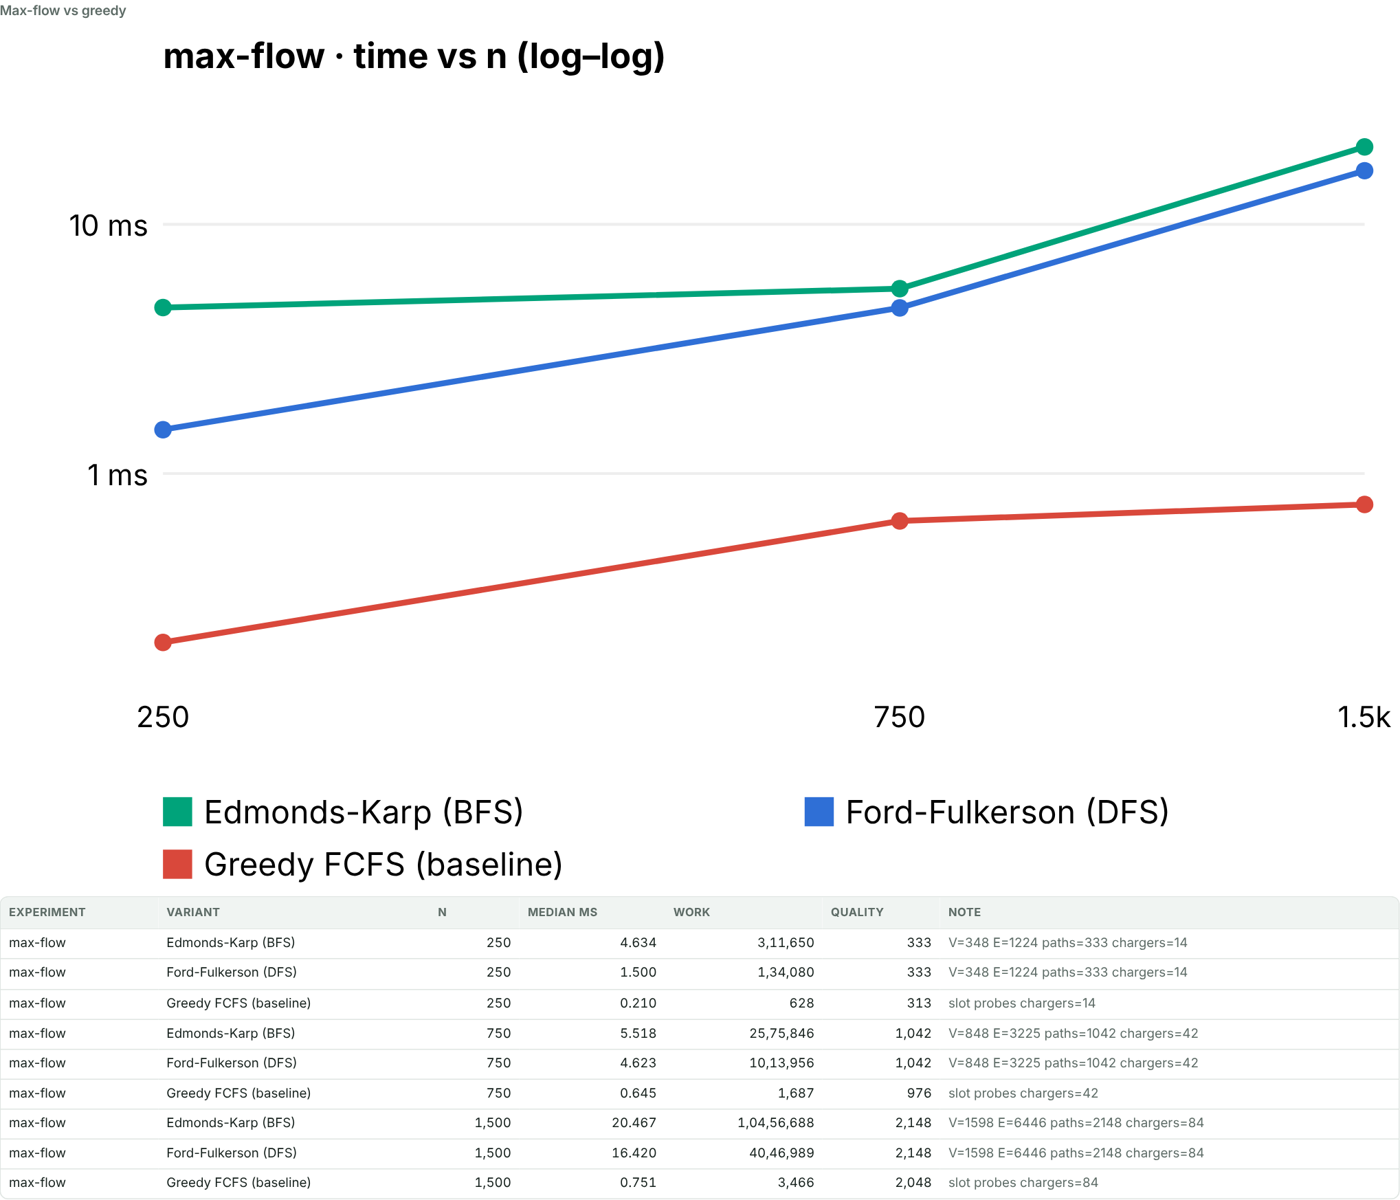 Max-flow vs greedy
max-flow · time vs n (log–log)
10 ms
1 ms
250 750 1.5k
Edmonds-Karp (BFS) Ford-Fulkerson (DFS)
Greedy FCFS (baseline)
EXPERIMENT VARIANT N MEDIAN MS WORK QUALITY NOTE
max-flow Edmonds-Karp (BFS) 250 4.634 3,11,650 333 V=348 E=1224 paths=333 chargers=14
max-flow Ford-Fulkerson (DFS) 250 1.500 1,34,080 333 V=348 E=1224 paths=333 chargers=14
max-flow Greedy FCFS (baseline) 250 0.210 628 313 slot probes chargers=14
max-flow Edmonds-Karp (BFS) 750 5.518 25,75,846 1,042 V=848 E=3225 paths=1042 chargers=42
max-flow Ford-Fulkerson (DFS) 750 4.623 10,13,956 1,042 V=848 E=3225 paths=1042 chargers=42
max-flow Greedy FCFS (baseline) 750 0.645 1,687 976 slot probes chargers=42
max-flow Edmonds-Karp (BFS) 1,500 20.467 1,04,56,688 2,148 V=1598 E=6446 paths=2148 chargers=84
max-flow Ford-Fulkerson (DFS) 1,500 16.420 40,46,989 2,148 V=1598 E=6446 paths=2148 chargers=84
max-flow Greedy FCFS (baseline) 1,500 0.751 3,466 2,048 slot probes chargers=84